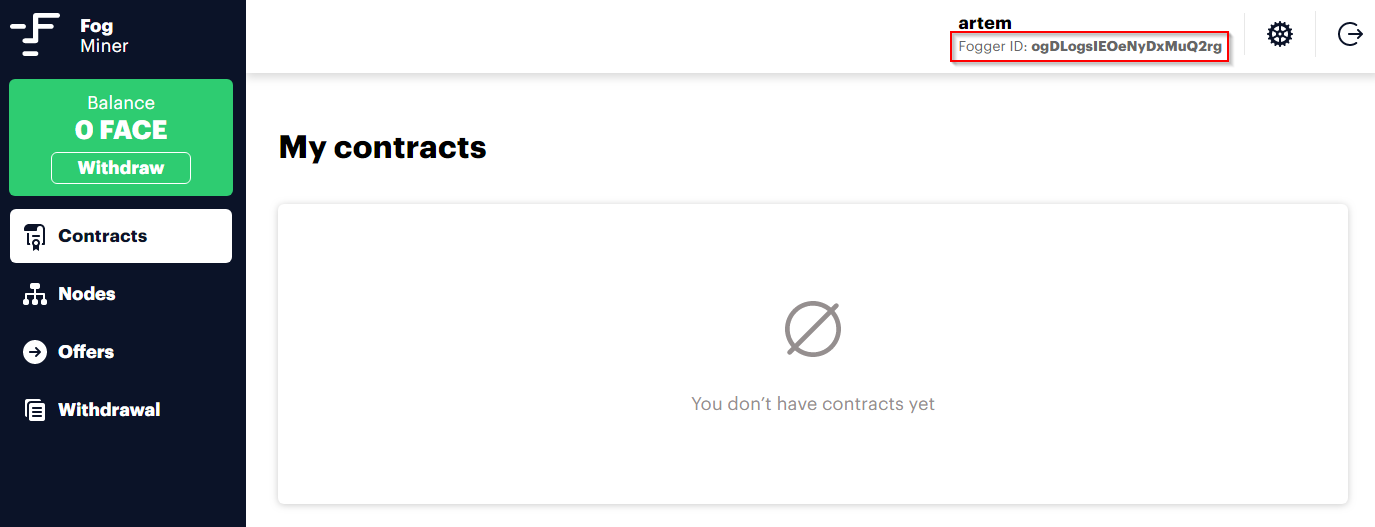 Fog
Miner
artem
Fogger ID: ogDLogsIEOeNyDxMuQ2rg
Balance
0 FACE
Withdraw
Contracts
Nodes
Offers
Withdrawal
My contracts
You don’t have contracts yet